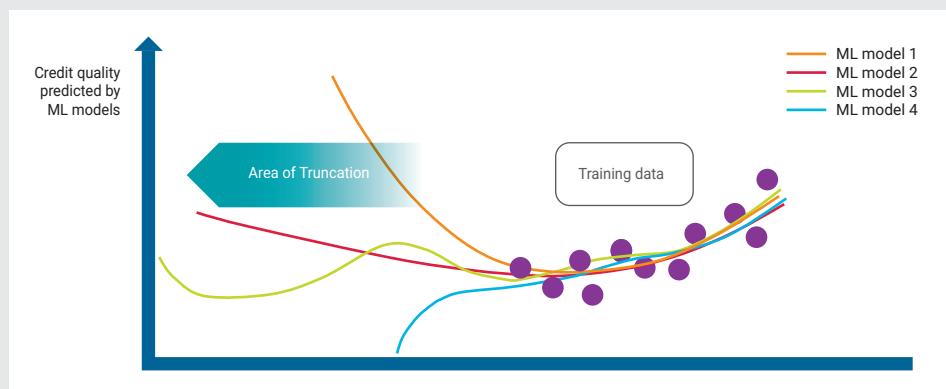 Credit quality
predicted by
ML models
ML model 1
ML model 2
ML model 3
ML model 4
Area of Truncation
Training data